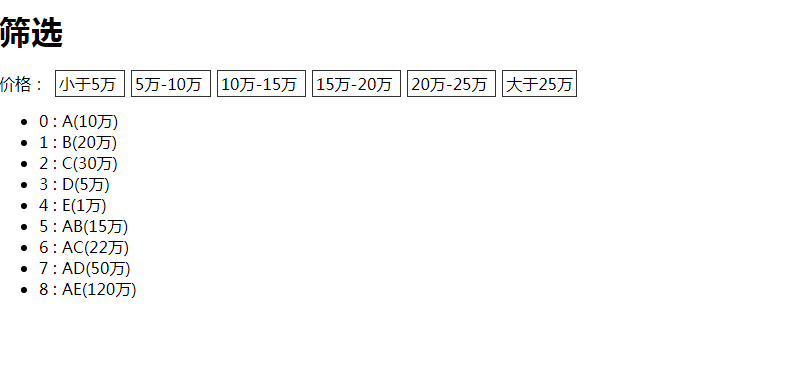 筛选
价格： 小于5万 5万-10万 10万-15万 15万-20万 20万-25万 大于25万
0 : A(10万)
1 : B(20万)
2 : C(30万)
3 : D(5万)
4 : E(1万)
5 : AB(15万)
6 : AC(22万)
7 : AD(50万)
8 : AE(120万)